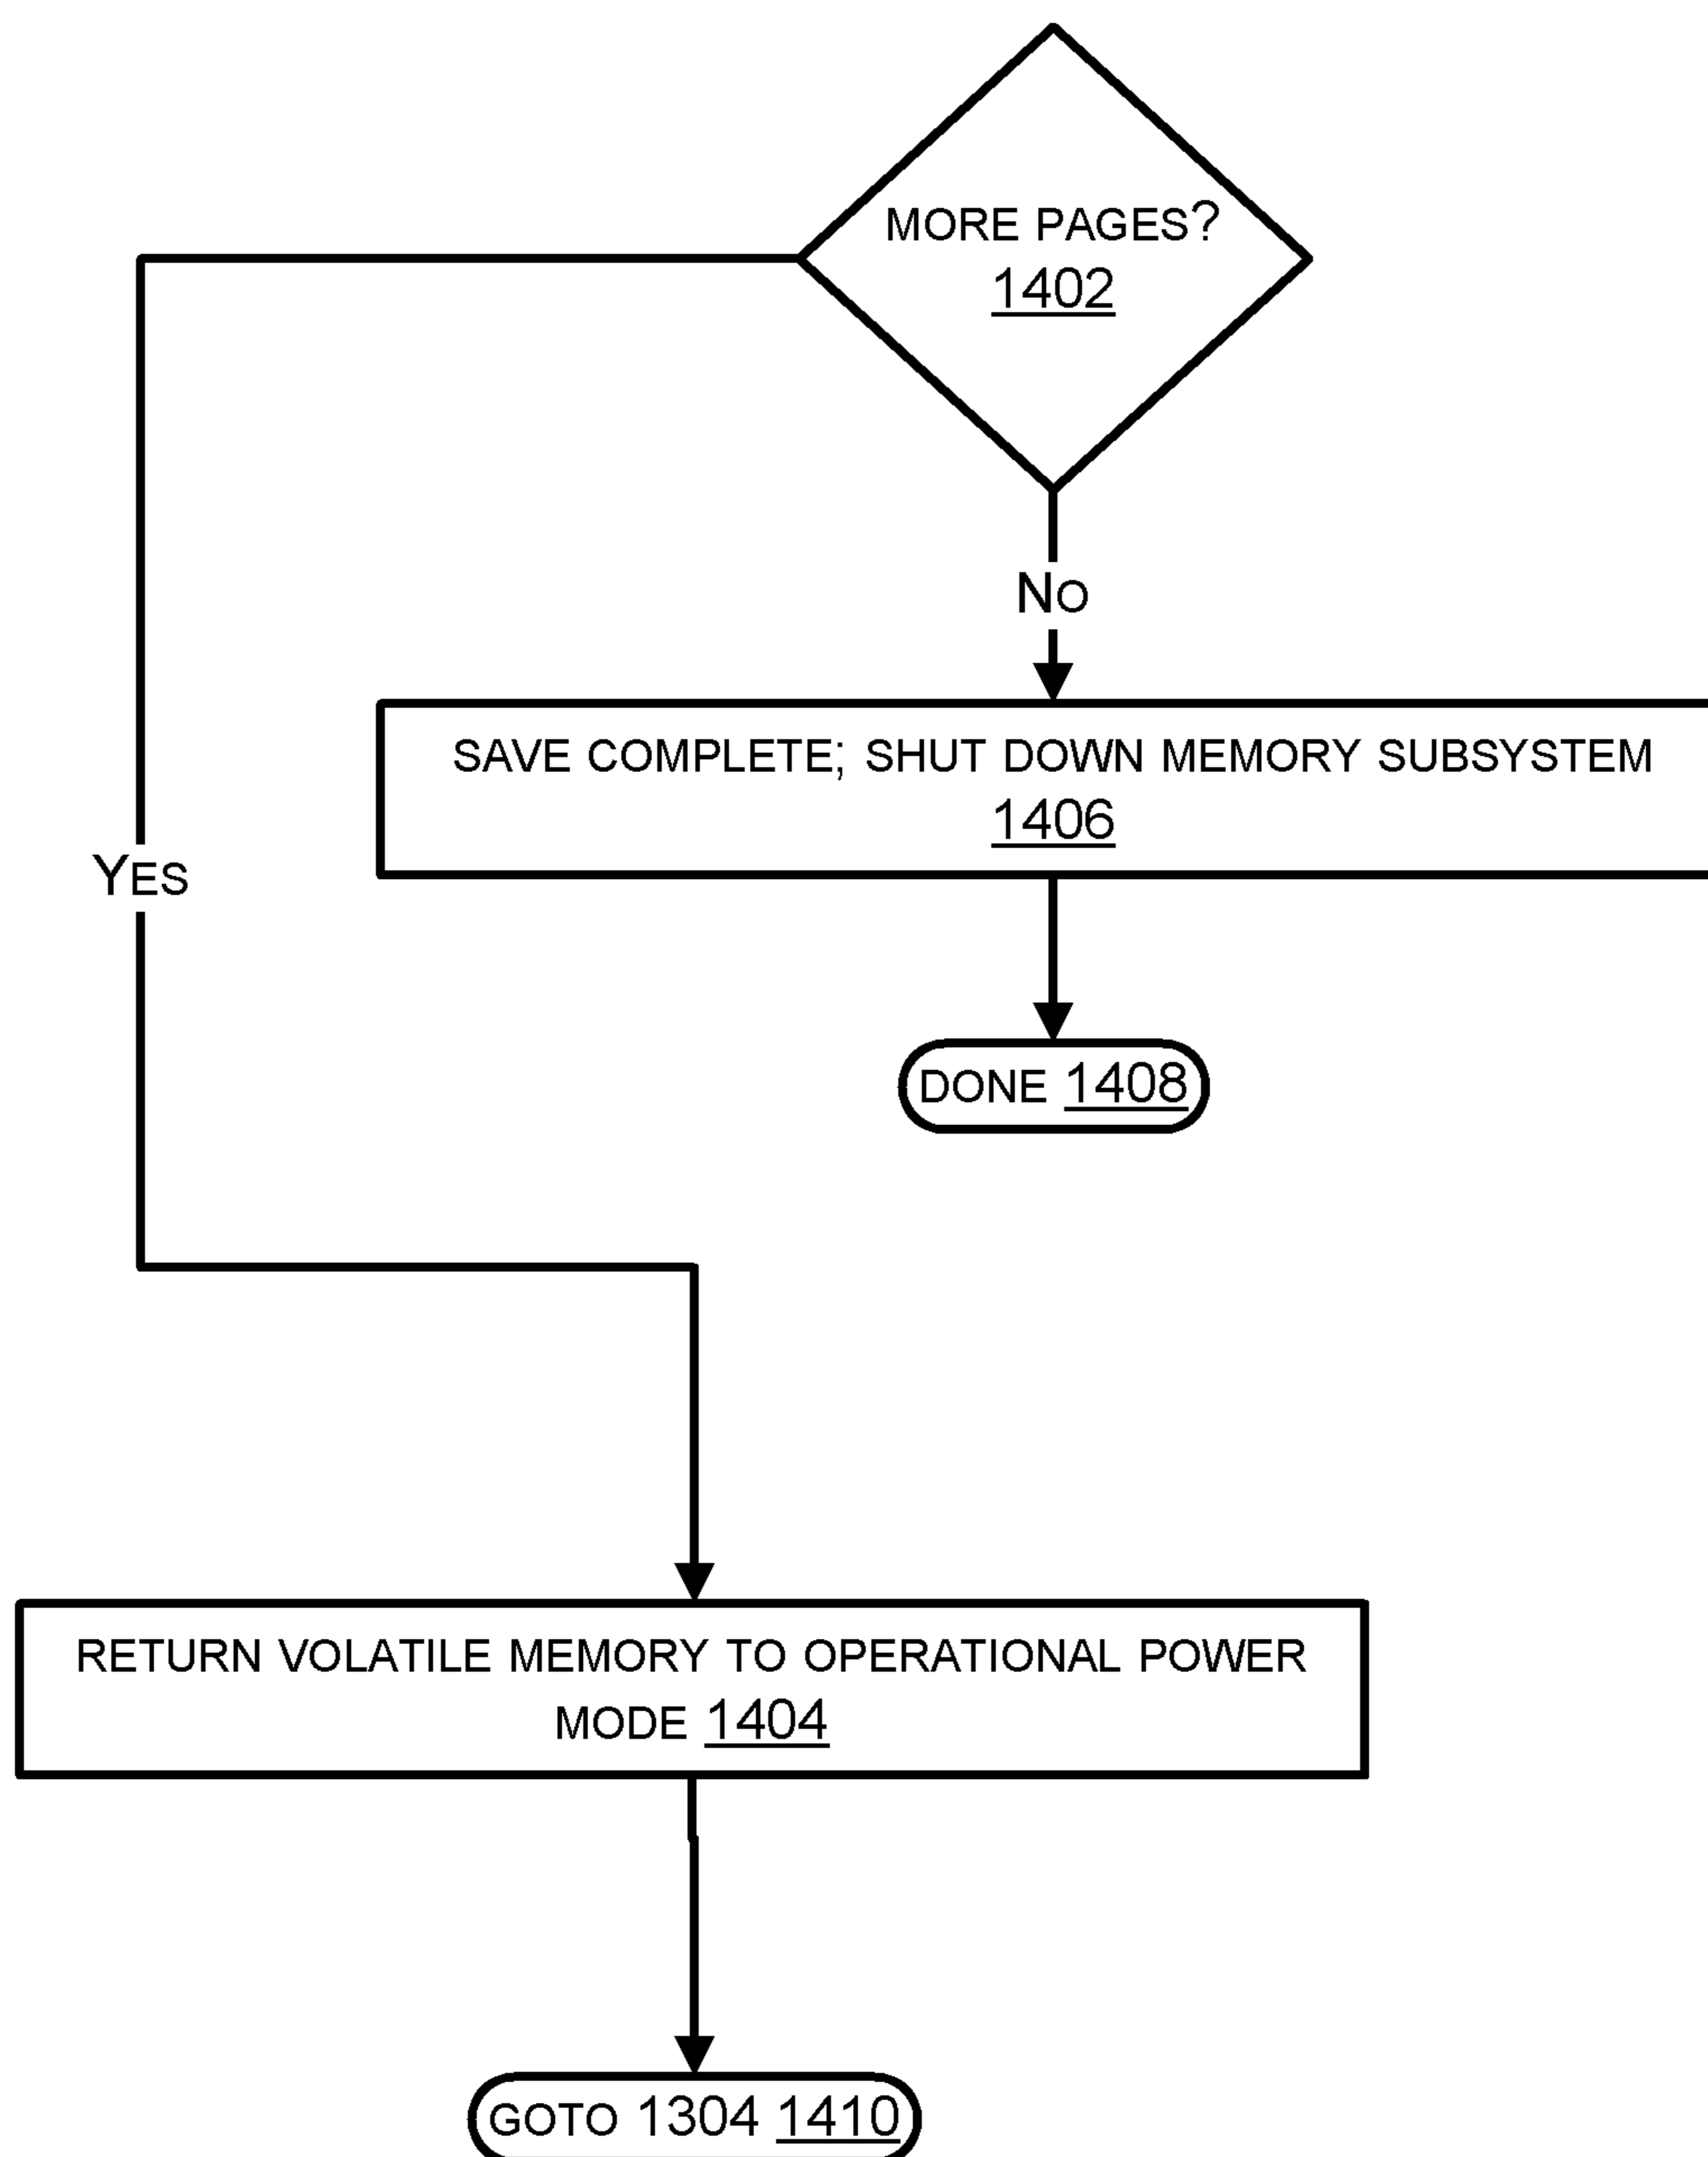 MORE PAGES?
1402
NO
SAVE COMPLETE; SHUT DOWN MEMORY SUBSYSTEM
1406
YES
DONE 1408
RETURN VOLATILE MEMORY TO OPERATIONAL POWER
MODE 1404
GOTO 1304 1410